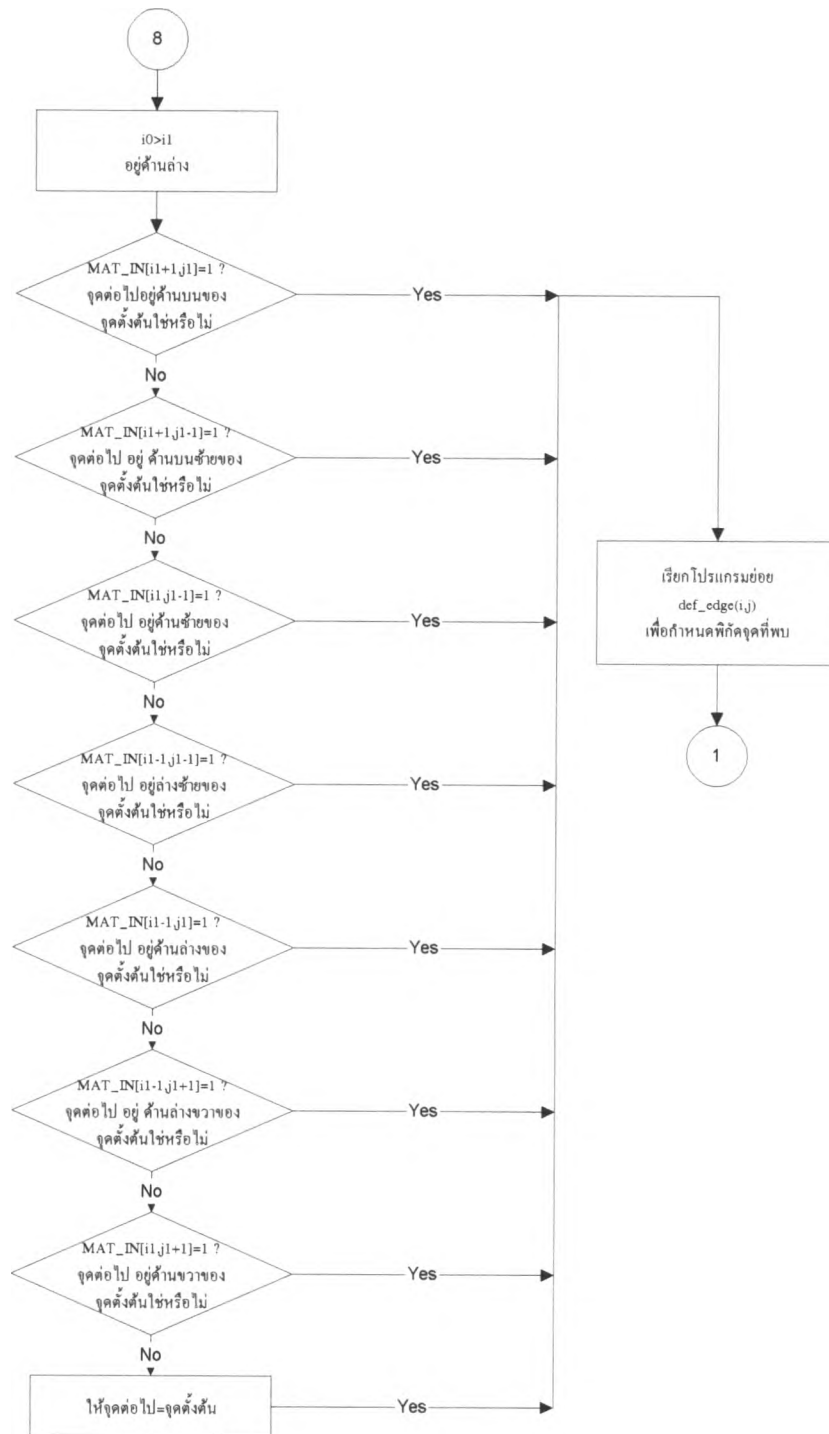 8
i0>i1
อยู่ด้านล่าง
MAT_IN[i1+1,j1]=1 ?
จุดต่อไปอยู่ด้านบนของ
จุดตั้งต้นใช่หรือไม่
Yes
No
MAT_IN[i1+1,j1-1]=1 ?
จุดต่อไป อยู่ ด้านบนซ้ายของ
จุดตั้งต้นใช่หรือไม่
Yes
No
MAT_IN[i1,j1-1]=1 ?
จุดต่อไป อยู่ด้านซ้ายของ
จุดตั้งต้นใช่หรือไม่
Yes
เรียกโปรแกรมย่อย
def_edge(i,j)
เพื่อกำหนดพิกัดจุดที่พบ
No
MAT_IN[i1-1,j1-1]=1 ?
จุดต่อไป อยู่ล่างซ้ายของ
จุดตั้งต้นใช่หรือไม่
Yes
1
No
MAT_IN[i1-1,j1]=1 ?
จุดต่อไป อยู่ด้านล่างของ
จุดตั้งต้นใช่หรือไม่
Yes
No
MAT_IN[i1-1,j1+1]=1 ?
จุดต่อไป อยู่ ด้านล่างขวาของ
จุดตั้งต้นใช่หรือไม่
Yes
No
MAT_IN[i1,j1+1]=1 ?
จุดต่อไป อยู่ด้านขวาของ
จุดตั้งต้นใช่หรือไม่
Yes
No
ให้จุดต่อไป=จุดตั้งต้น
Yes